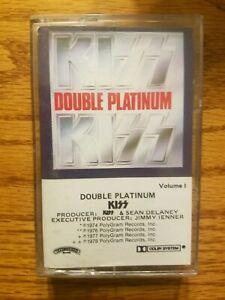 KISS
DOUBLE PLATINUM
KISS
Volume I
DOUBLE PLATINUM
KISS
PRODUCER: KISS & SEAN DELANEY
EXECUTIVE PRODUCER: JIMMY JENNER
*℗1974 PolyGram Records, Inc.
**℗1976 PolyGram Records, Inc.
+℗1977 PolyGram Records, Inc.
++℗1978 PolyGram Records, Inc.
DOLBY SYSTEM